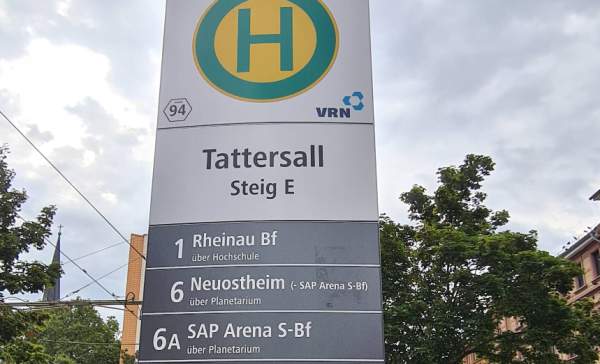 H
94
VRN
Tattersall
Steig E
1 Rheinau Bf
über Hochschule
6 Neuostheim (- SAP Arena S-Bf)
über Planetarium
6A SAP Arena S-Bf
über Planetarium